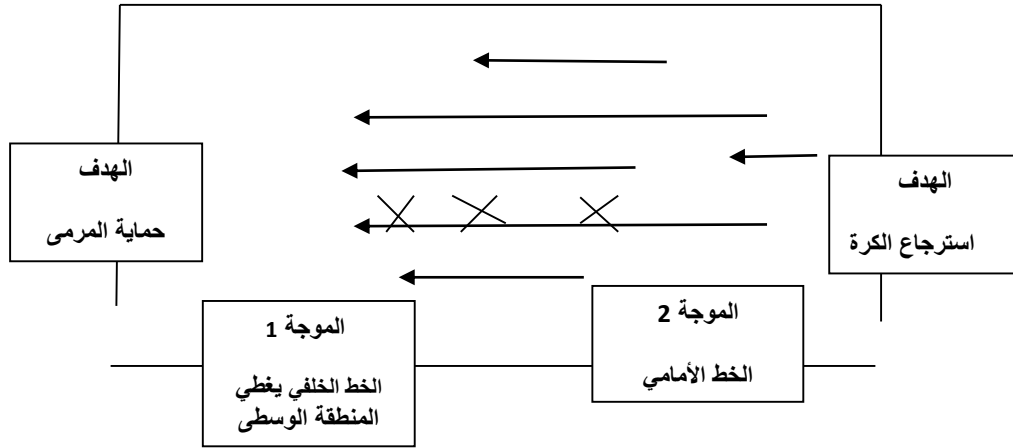 الهدف
استرجاع الكرة
الهدف
حماية المرمى
الموجة 2
الخط الأمامي
الموجة 1
الخط الخلفي يغطي
المنطقة الوسطى